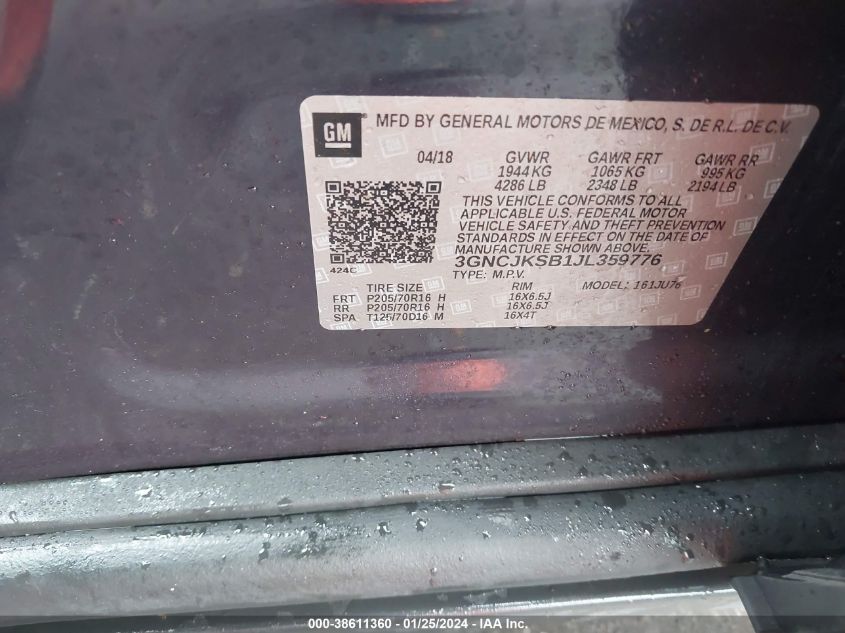 GM
MFD BY GENERAL MOTORS DE MEXICO, S. DE R.L. DE C.V.
04/18 GVWR GAWR FRT GAWR RR
1944 KG 1065 KG 995 KG
4286 LB 2348 LB 2194 LB
THIS VEHICLE CONFORMS TO ALL
APPLICABLE U.S. FEDERAL MOTOR
VEHICLE SAFETY AND THEFT PREVENTION
STANDARDS IN EFFECT ON THE DATE OF
MANUFACTURE SHOWN ABOVE.
424C 3GNCJKSB1JL359776
TYPE: M.P.V. MODEL: 161JU76
TIRE SIZE RIM
FRT P205/70R16 H 16X6.5J
RR P205/70R16 H 16X6.5J
SPA T125/70D16 M 16X4T
000-38611360 - 01/25/2024 - IAAI.com